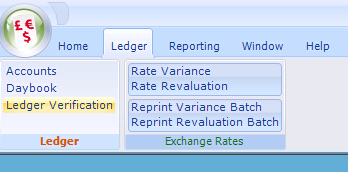 £ €
$
Home Ledger Reporting Window Help
Accounts
Daybook
Ledger Verification
Ledger
Rate Variance
Rate Revaluation
Reprint Variance Batch
Reprint Revaluation Batch
Exchange Rates